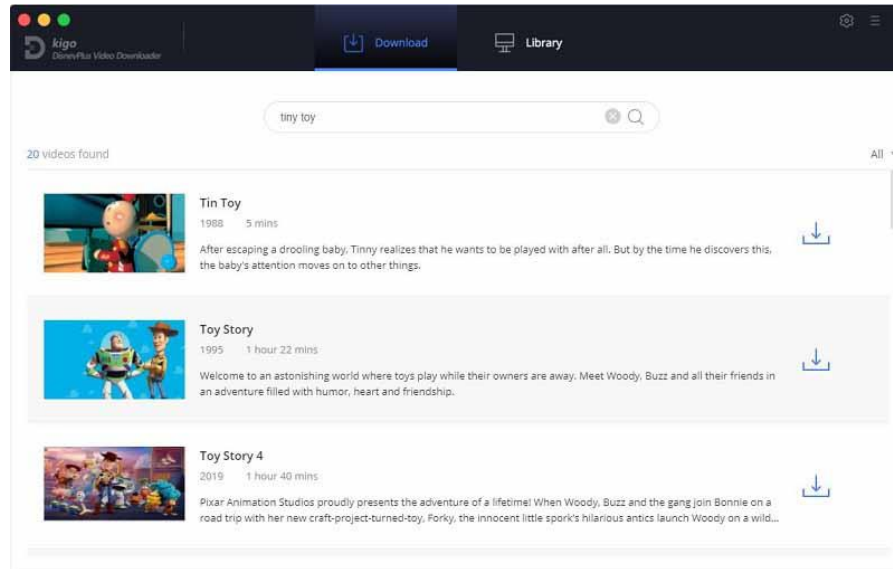 kigo
DisneyPlus Video Downloader
Download
Library
tiny toy
20 videos found
All
Tin Toy
1988 5 mins
After escaping a drooling baby, Tinny realizes that he wants to be played with after all. But by the time he discovers this,
the baby's attention moves on to other things.
Toy Story
1995 1 hour 22 mins
Welcome to an astonishing world where toys play while their owners are away. Meet Woody, Buzz and all their friends in
an adventure filled with humor, heart and friendship.
Toy Story 4
2019 1 hour 40 mins
Pixar Animation Studios proudly presents the adventure of a lifetime! When Woody, Buzz and the gang join Bonnie on a
road trip with her new craft-project-turned-toy, Forky, the innocent little spork's hilarious antics launch Woody on a wild...